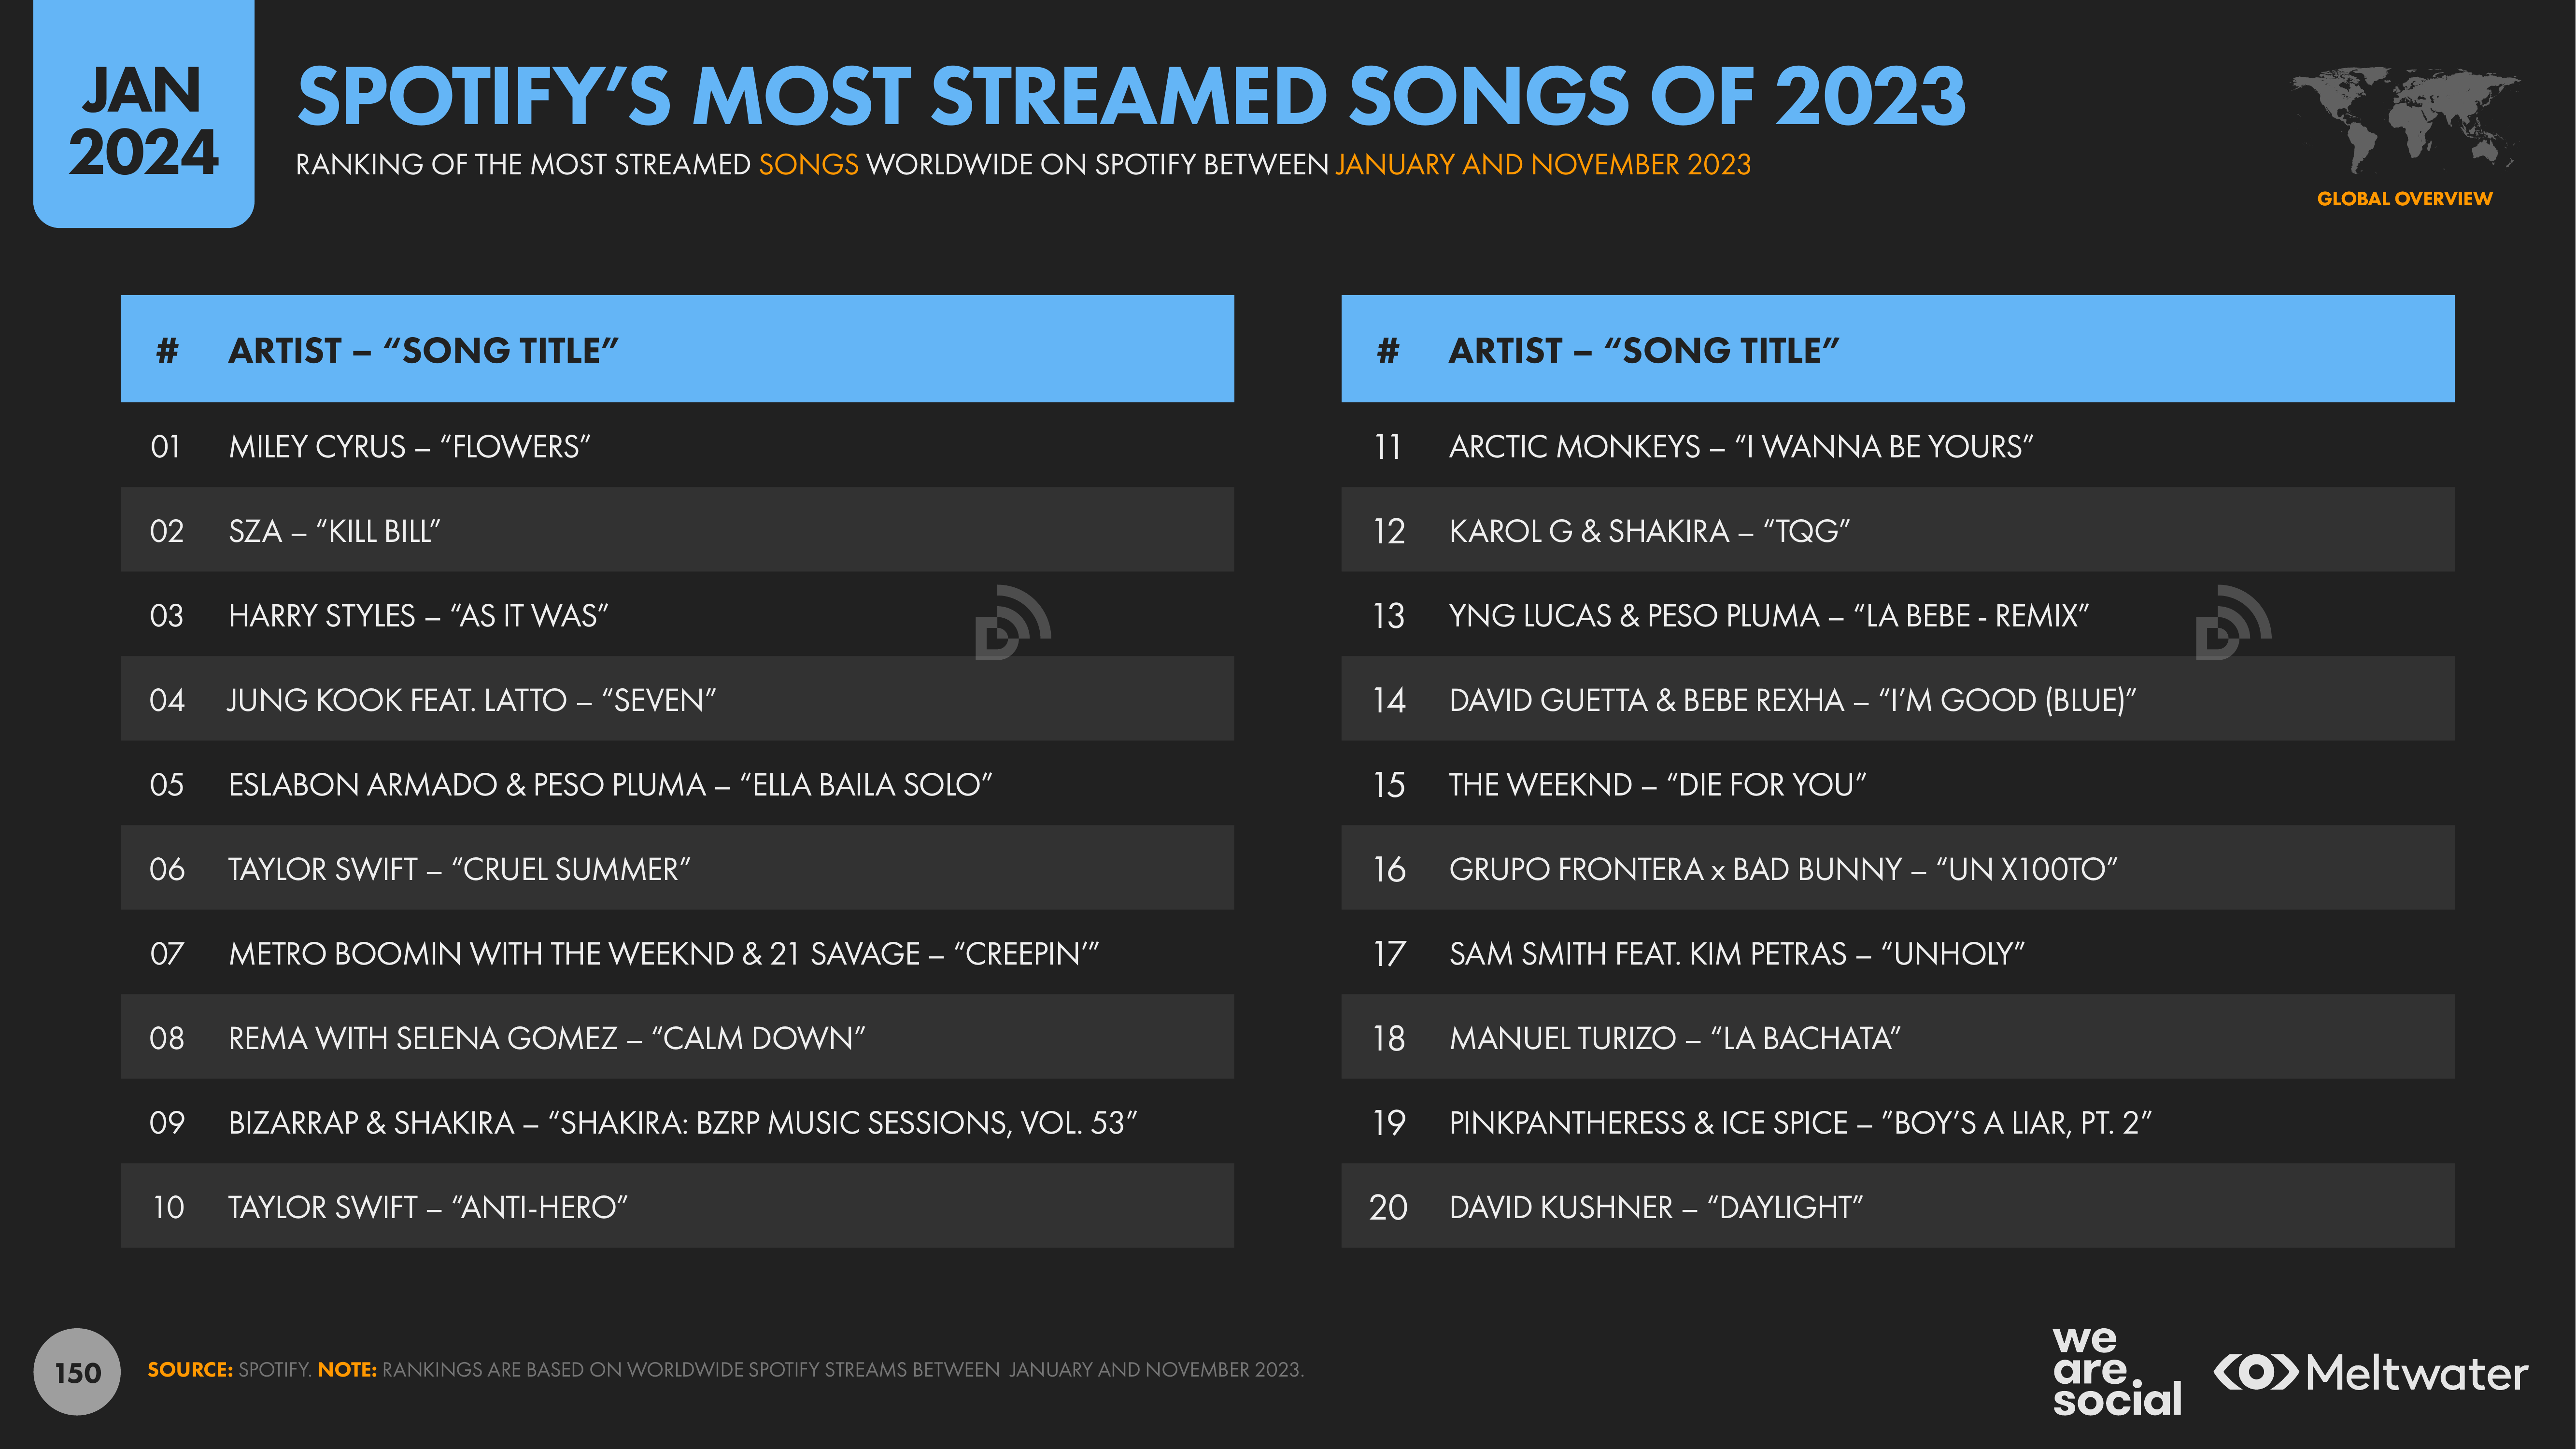 JAN
2024
SPOTIFY’S MOST STREAMED SONGS OF 2023
RANKING OF THE MOST STREAMED SONGS WORLDWIDE ON SPOTIFY BETWEEN JANUARY AND NOVEMBER 2023
GLOBAL OVERVIEW
# ARTIST – “SONG TITLE”
01 MILEY CYRUS – “FLOWERS”
02 SZA – “KILL BILL”
03 HARRY STYLES – “AS IT WAS”
04 JUNG KOOK FEAT. LATTO – “SEVEN”
05 ESLABON ARMADO & PESO PLUMA – “ELLA BAILA SOLO”
06 TAYLOR SWIFT – “CRUEL SUMMER”
07 METRO BOOMIN WITH THE WEEKND & 21 SAVAGE – “CREEPIN’”
08 REMA WITH SELENA GOMEZ – “CALM DOWN”
09 BIZARRAP & SHAKIRA – “SHAKIRA: BZRP MUSIC SESSIONS, VOL. 53”
10 TAYLOR SWIFT – “ANTI-HERO”
# ARTIST – “SONG TITLE”
11 ARCTIC MONKEYS – “I WANNA BE YOURS”
12 KAROL G & SHAKIRA – “TQG”
13 YNG LUCAS & PESO PLUMA – “LA BEBE - REMIX”
14 DAVID GUETTA & BEBE REXHA – “I’M GOOD (BLUE)”
15 THE WEEKND – “DIE FOR YOU”
16 GRUPO FRONTERA x BAD BUNNY – “UN X100TO”
17 SAM SMITH FEAT. KIM PETRAS – “UNHOLY”
18 MANUEL TURIZO – “LA BACHATA”
19 PINKPANTHERESS & ICE SPICE – ”BOY’S A LIAR, PT. 2”
20 DAVID KUSHNER – “DAYLIGHT”
150
SOURCE: SPOTIFY. NOTE: RANKINGS ARE BASED ON WORLDWIDE SPOTIFY STREAMS BETWEEN JANUARY AND NOVEMBER 2023.
we
are
social
Meltwater